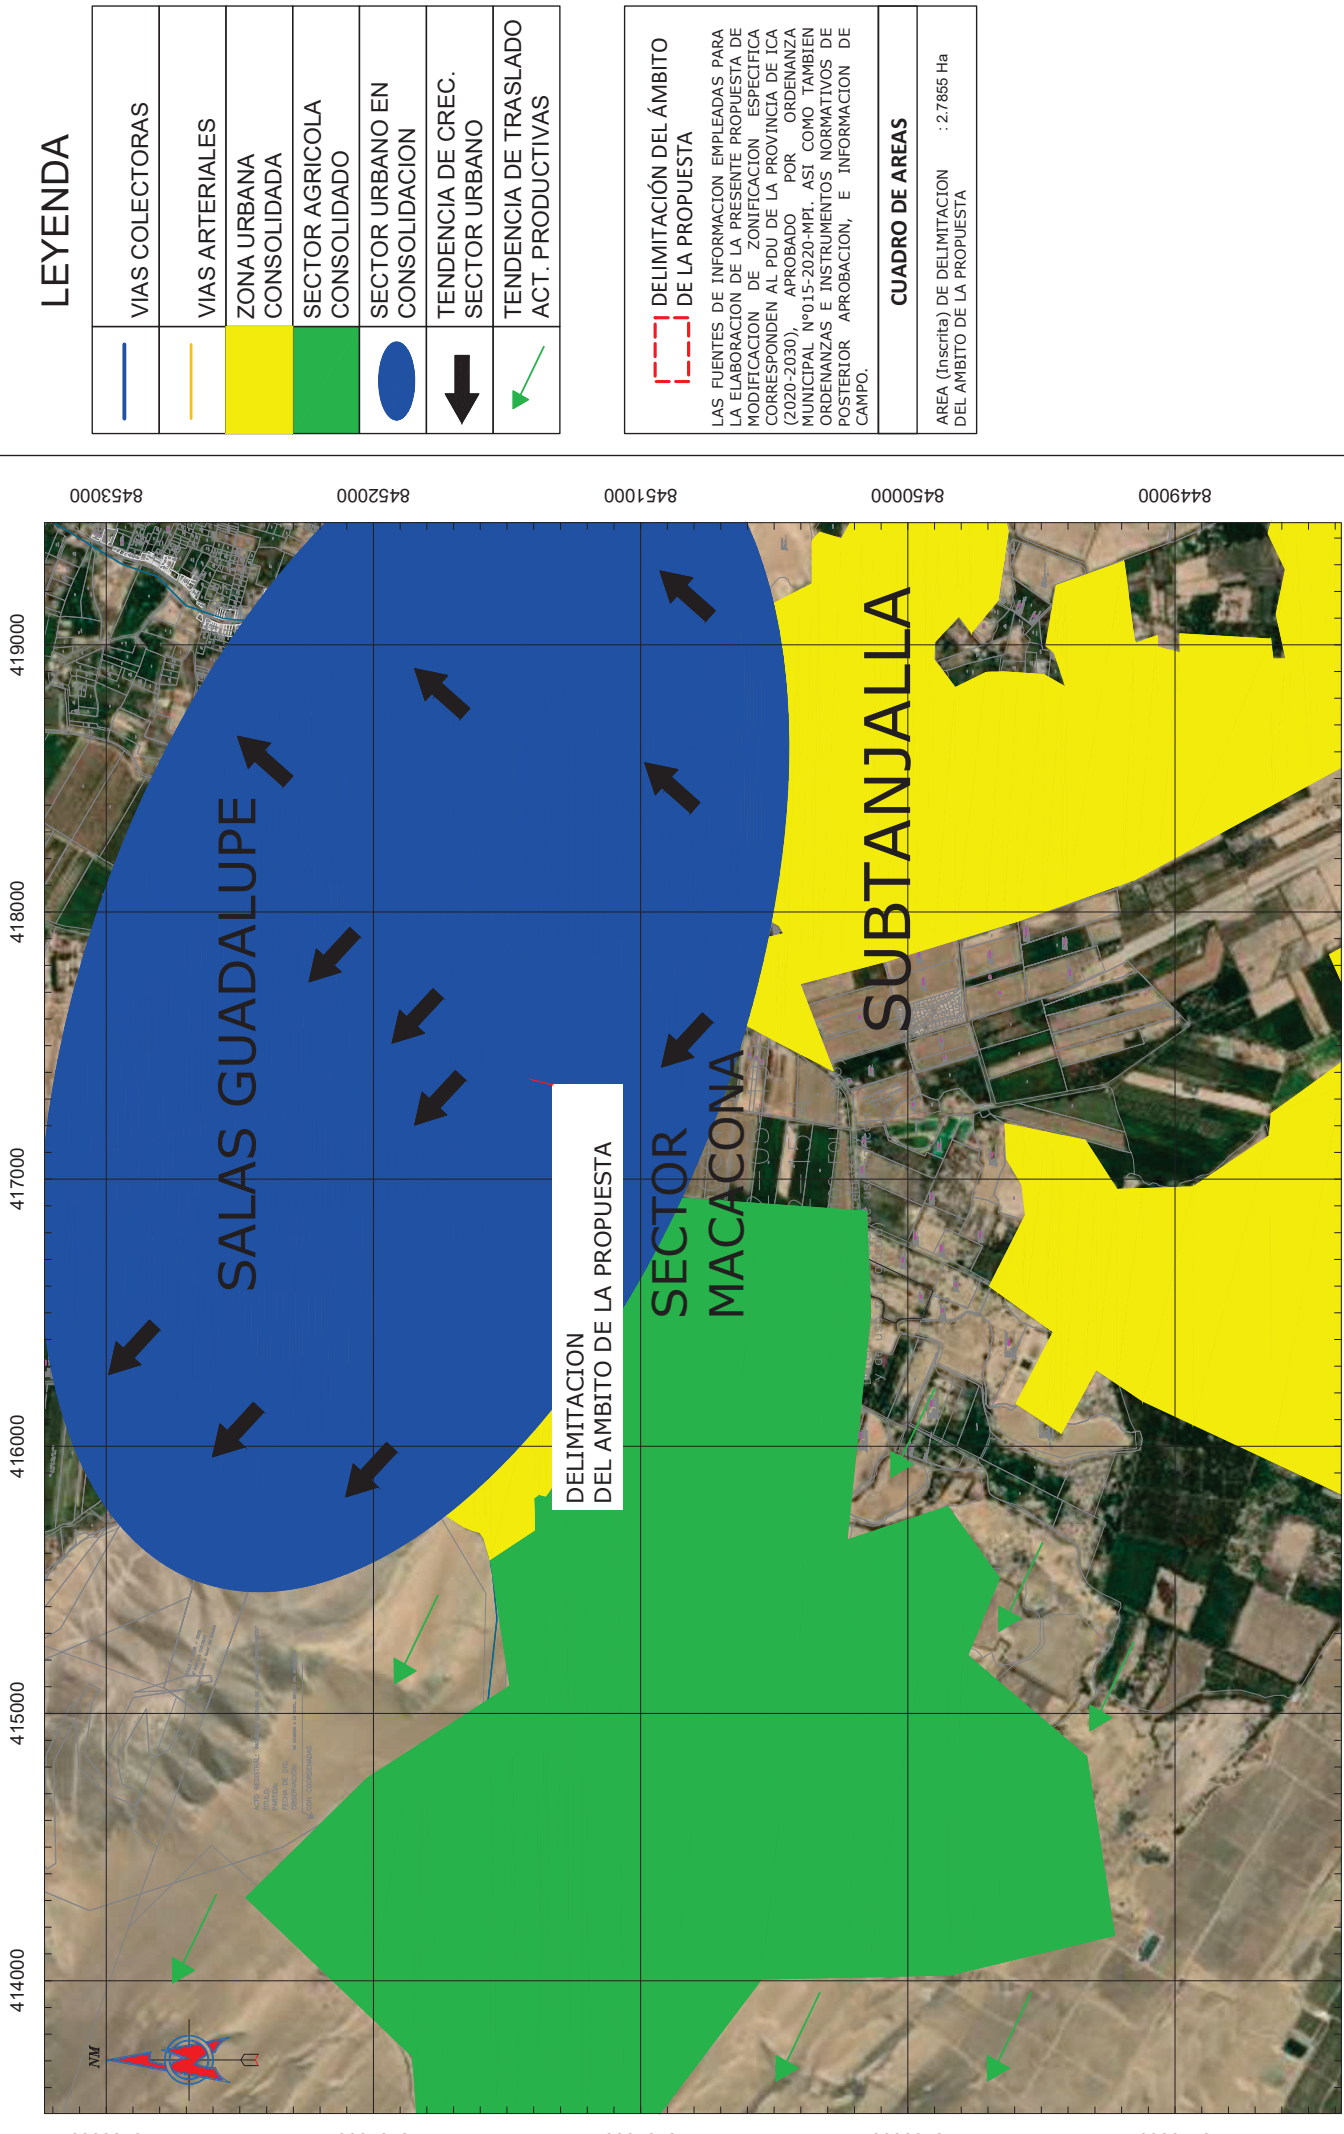 LEYENDA
VIAS COLECTORAS
VIAS ARTERIALES
ZONA URBANA
CONSOLIDADA
SECTOR AGRICOLA
CONSOLIDADO
SECTOR URBANO EN
CONSOLIDACION
TENDENCIA DE CREC.
SECTOR URBANO
TENDENCIA DE TRASLADO
ACT. PRODUCTIVAS
DELIMITACIÓN DEL ÁMBITO
DE LA PROPUESTA
LAS FUENTES DE INFORMACION EMPLEADAS PARA
LA ELABORACION DE LA PRESENTE PROPUESTA DE
MODIFICACION DE ZONIFICACION ESPECIFICA
CORRESPONDEN AL PDU DE LA PROVINCIA DE ICA
(2020-2030), APROBADO POR ORDENANZA
MUNICIPAL N°015-2020-MPI. ASI COMO TAMBIEN
ORDENANZAS E INSTRUMENTOS NORMATIVOS DE
POSTERIOR APROBACION, E INFORMACION DE
CAMPO.
CUADRO DE AREAS
AREA (Inscrita) DE DELIMITACION : 2.7855 Ha
DEL AMBITO DE LA PROPUESTA
8453000
8452000
8451000
8450000
8449000
414000
415000
416000
417000
418000
419000
NM
SALAS GUADALUPE
DELIMITACION
DEL AMBITO DE LA PROPUESTA
SECTOR
MACACONA
SUBTANJALLA